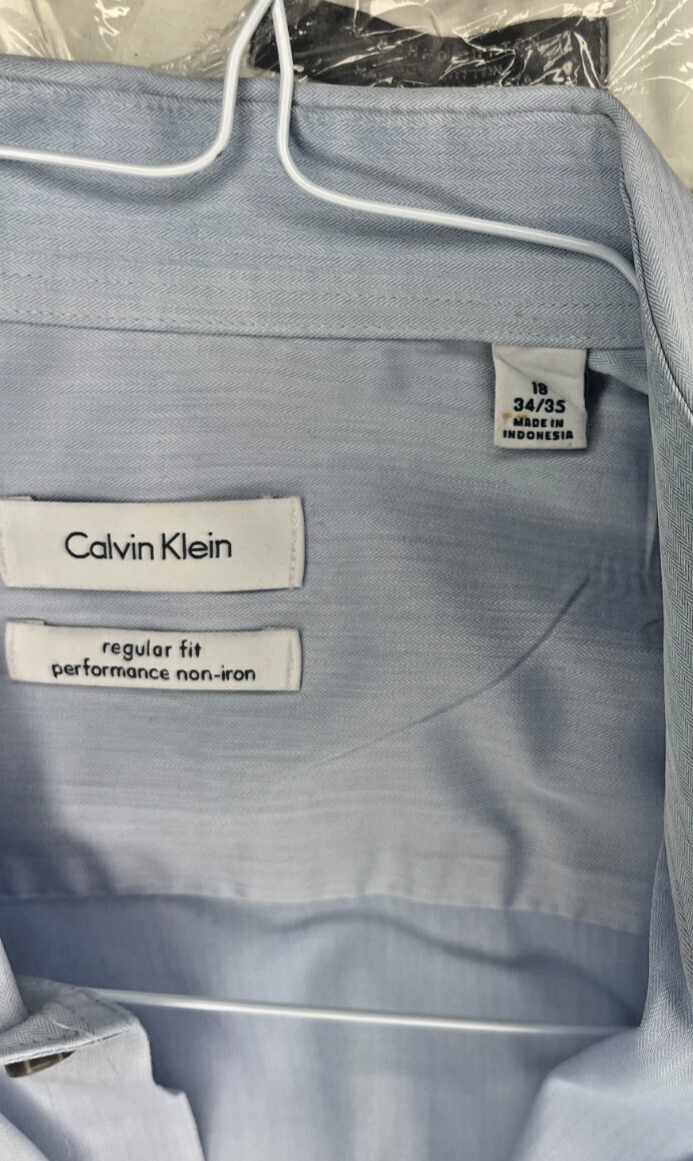 18
34/35
MADE IN
INDONESIA
Calvin Klein
regular fit
performance non-iron